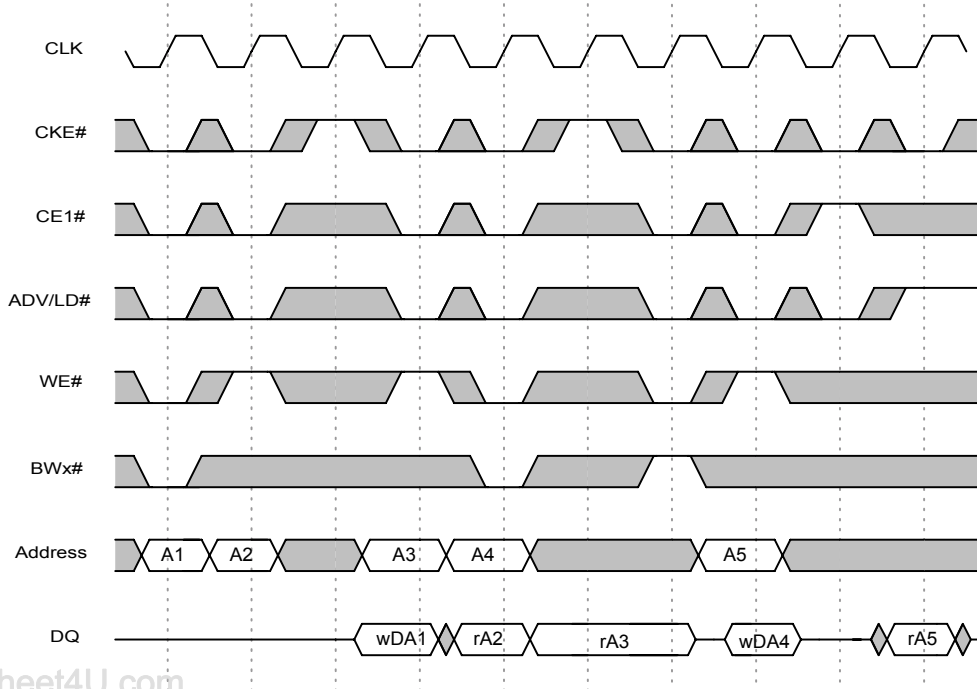 CLK
CKE#
CE1#
ADV/LD#
WE#
BWx#
Address A1 A2 A3 A4 A5
DQ wDA1 rA2 rA3 wDA4 rA5
heet4U.com